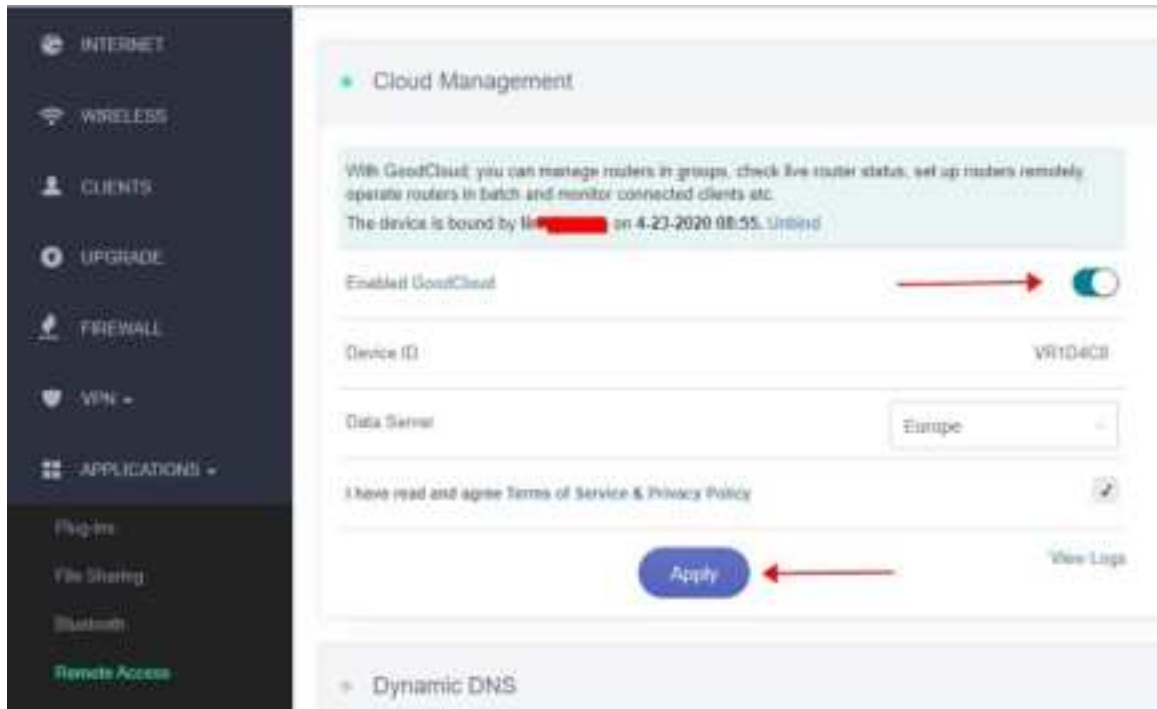 INTERNET
WIRELESS
CLIENTS
UPGRADE
FIREWALL
VPN
APPLICATIONS
Plug-ins
File Sharing
Bluetooth
Remote Access
Cloud Management
With GoodCloud, you can manage routers in groups, check live router status, set up routers remotely,
operate routers in batch and monitor connected clients etc.
The device is bound by on 4-23-2020 08:55. Unbind
Enabled GoodCloud
Device ID
Data Server Europe
I have read and agree Terms of Service & Privacy Policy
Apply
View Logs
Dynamic DNS